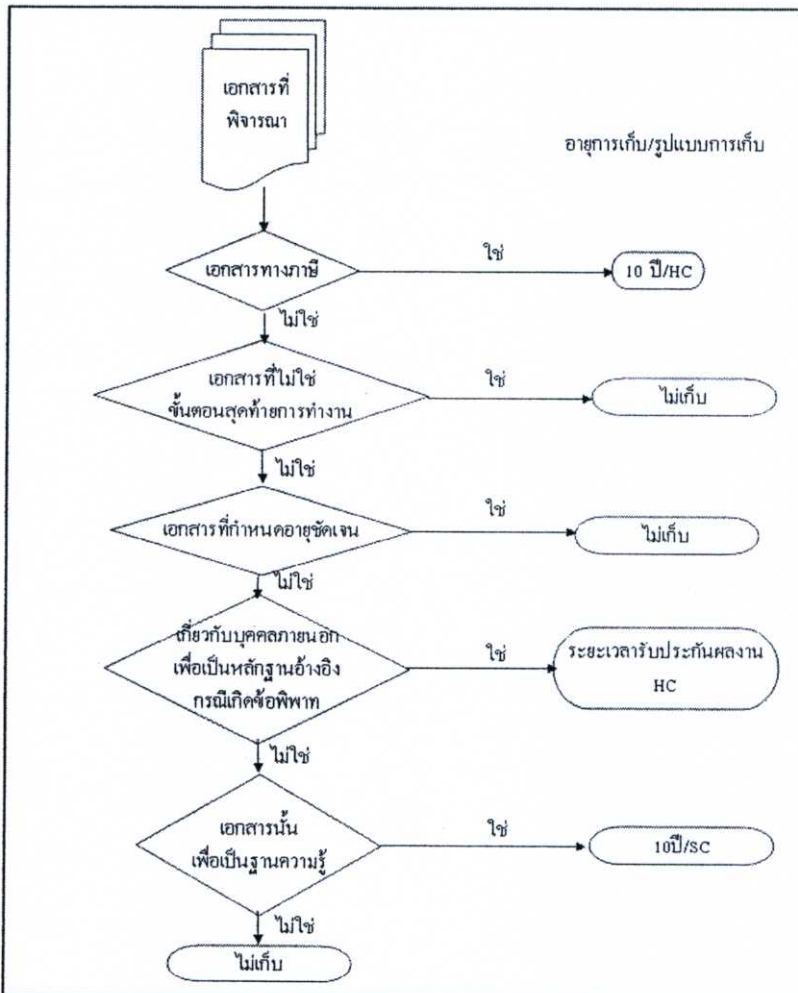 เอกสารที่
พิจารณา
อายุการเก็บ/รูปแบบการเก็บ
เอกสารทางภาษี
ใช่
10 ปี/HC
ไม่ใช่
เอกสารที่ไม่ใช่
ขั้นตอนสุดท้ายการทำงาน
ใช่
ไม่เก็บ
ไม่ใช่
เอกสารที่กำหนดอายุชัดเจน
ใช่
ไม่เก็บ
ไม่ใช่
เกี่ยวกับบุคคลภายนอก
เพื่อเป็นหลักฐานอ้างอิง
กรณีเกิดข้อพิพาท
ใช่
ระยะเวลารับประกันผลงาน
HC
ไม่ใช่
เอกสารนั้น
เพื่อเป็นฐานความรู้
ใช่
10ปี/SC
ไม่ใช่
ไม่เก็บ